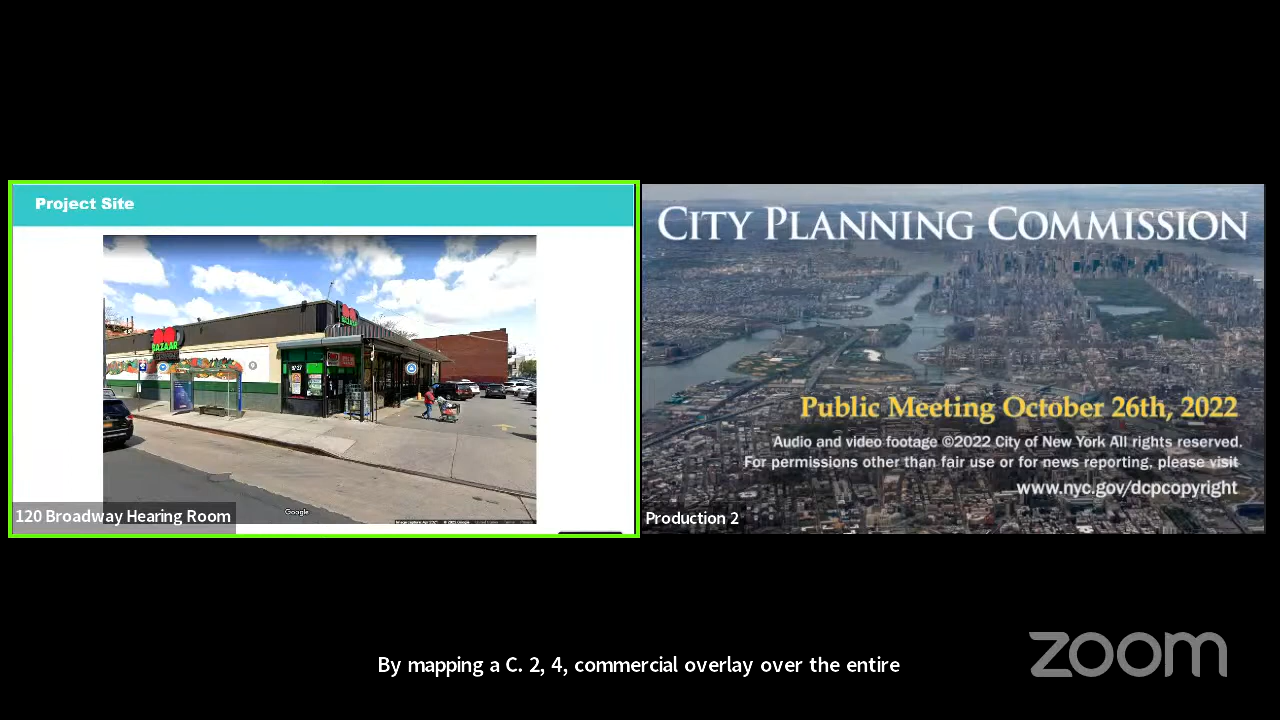 Project Site
BAZAAR
BAZAAR
Google
120 Broadway Hearing Room
CITY PLANNING COMMISSION
Public Meeting October 26th, 2022
Audio and video footage ©2022 City of New York All rights reserved.
For permissions other than fair use or for news reporting, please visit
www.nyc.gov/dcpcopyright
Production 2
By mapping a C. 2, 4, commercial overlay over the entire
zoom